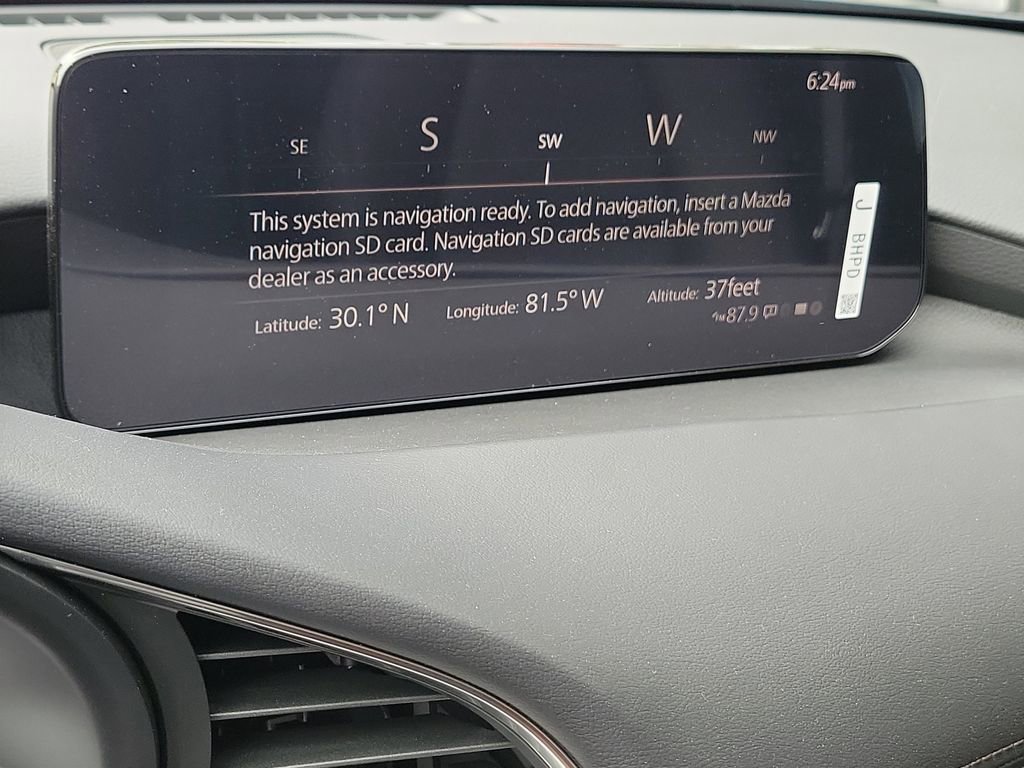 6:24pm
SE S SW W NW
This system is navigation ready. To add navigation, insert a Mazda
navigation SD card. Navigation SD cards are available from your
dealer as an accessory.
Latitude: 30.1° N Longitude: 81.5° W Altitude: 37feet
FM 87.9
J BHPD